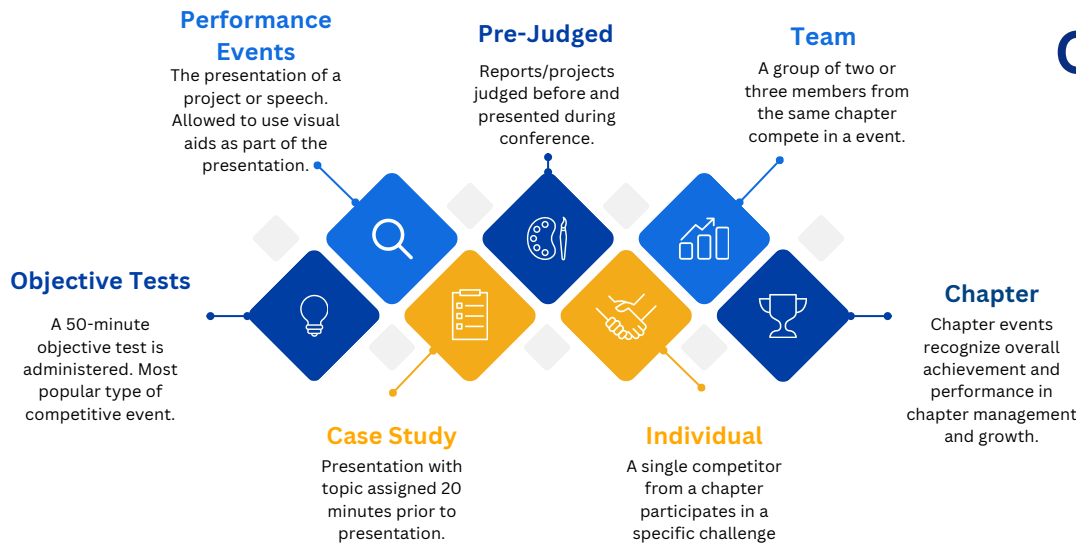 Performance
Events
The presentation of a
project or speech.
Allowed to use visual
aids as part of the
presentation.
Pre-Judged
Reports/projects
judged before and
presented during
conference.
Team
A group of two or
three members from
the same chapter
compete in a event.
Objective Tests
A 50-minute
objective test is
administered. Most
popular type of
competitive event.
Case Study
Presentation with
topic assigned 20
minutes prior to
presentation.
Individual
A single competitor
from a chapter
participates in a
specific challenge
Chapter
Chapter events
recognize overall
achievement and
performance in
chapter management
and growth.